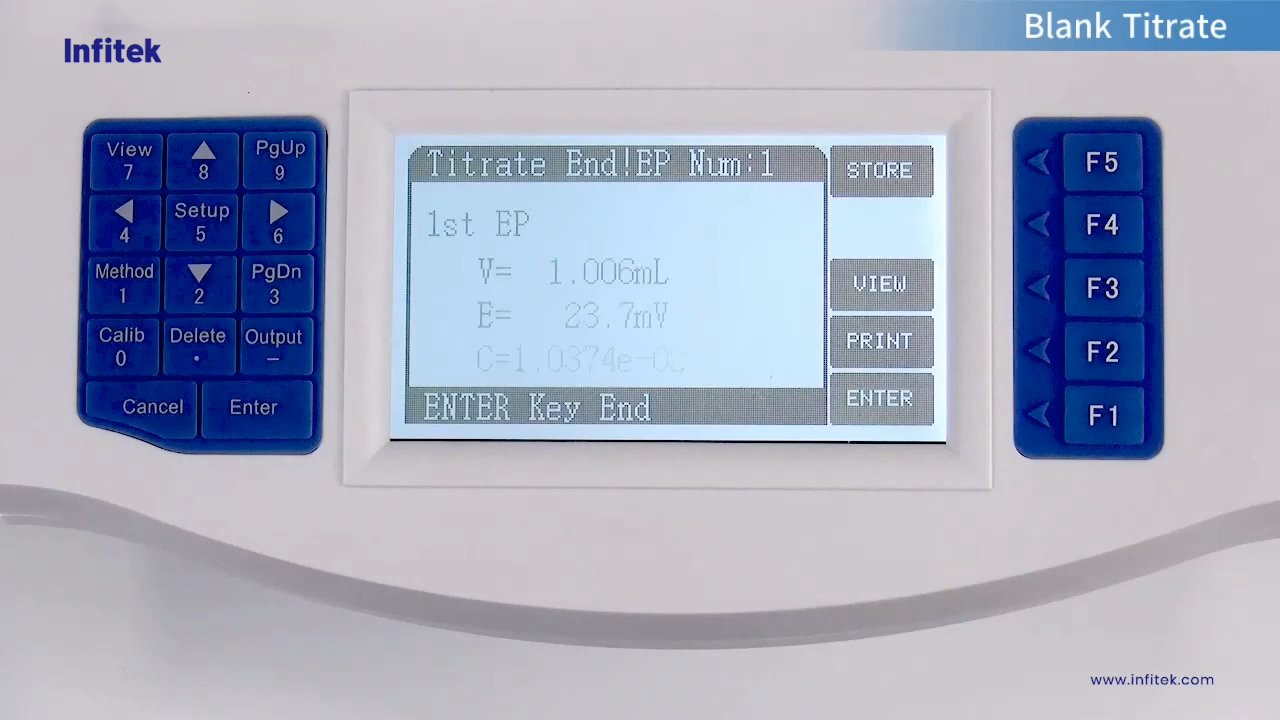 Blank Titrate
Infitek
View 7
8
PgUp 9
4
Setup 5
6
Method 1
2
PgDn 3
Calib 0
Delete .
Output –
Cancel
Enter
Titrate End!EP Num:1
1st EP
V= 1.006mL
E= 23.7mV
ENTER Key End
STORE
VIEW
PRINT
ENTER
F5
F4
F3
F2
F1
www.infitek.com